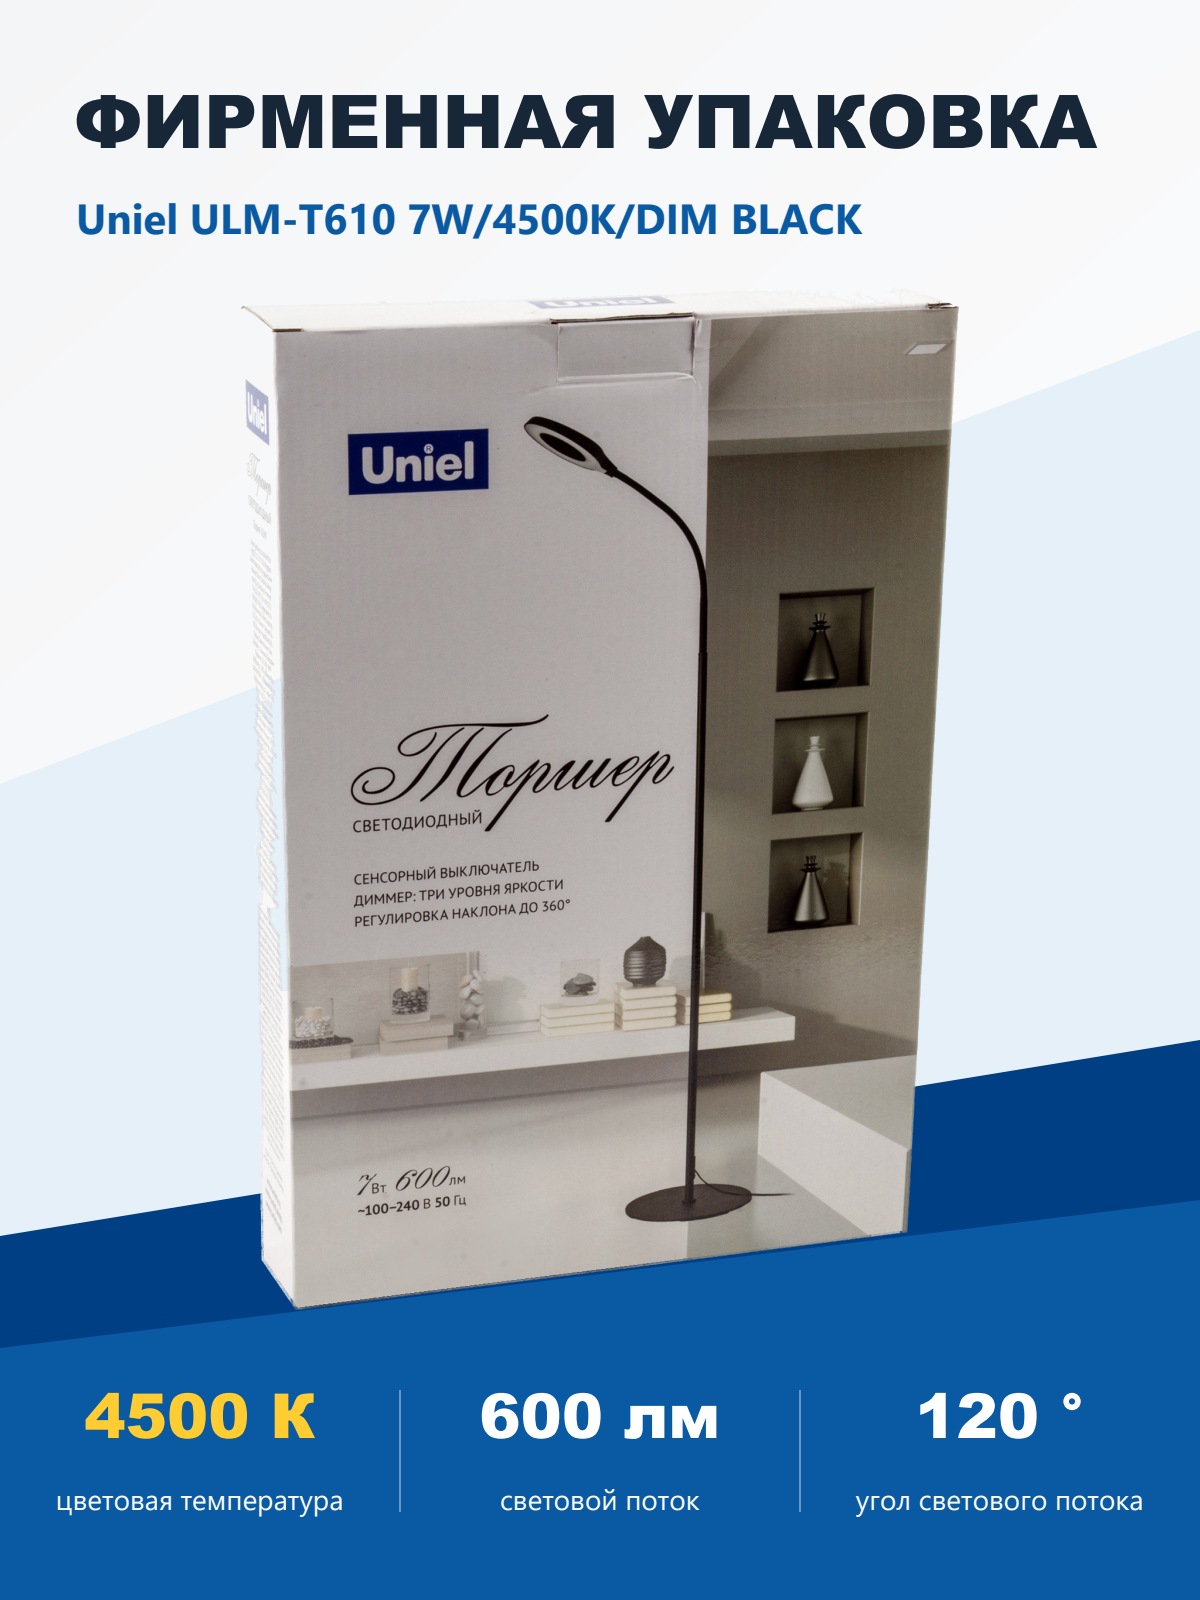 ФИРМЕННАЯ УПАКОВКА
Uniel ULM-T610 7W/4500K/DIM BLACK
Uniel
Uniel
Uniel®
Торшер
СВЕТОДИОДНЫЙ
СЕНСОРНЫЙ ВЫКЛЮЧАТЕЛЬ
ДИММЕР: ТРИ УРОВНЯ ЯРКОСТИ
РЕГУЛИРОВКА НАКЛОНА ДО 360°
7Вт 600лм
~100–240 В 50 Гц
4500 К
цветовая температура
600 лм
световой поток
120 °
угол светового потока